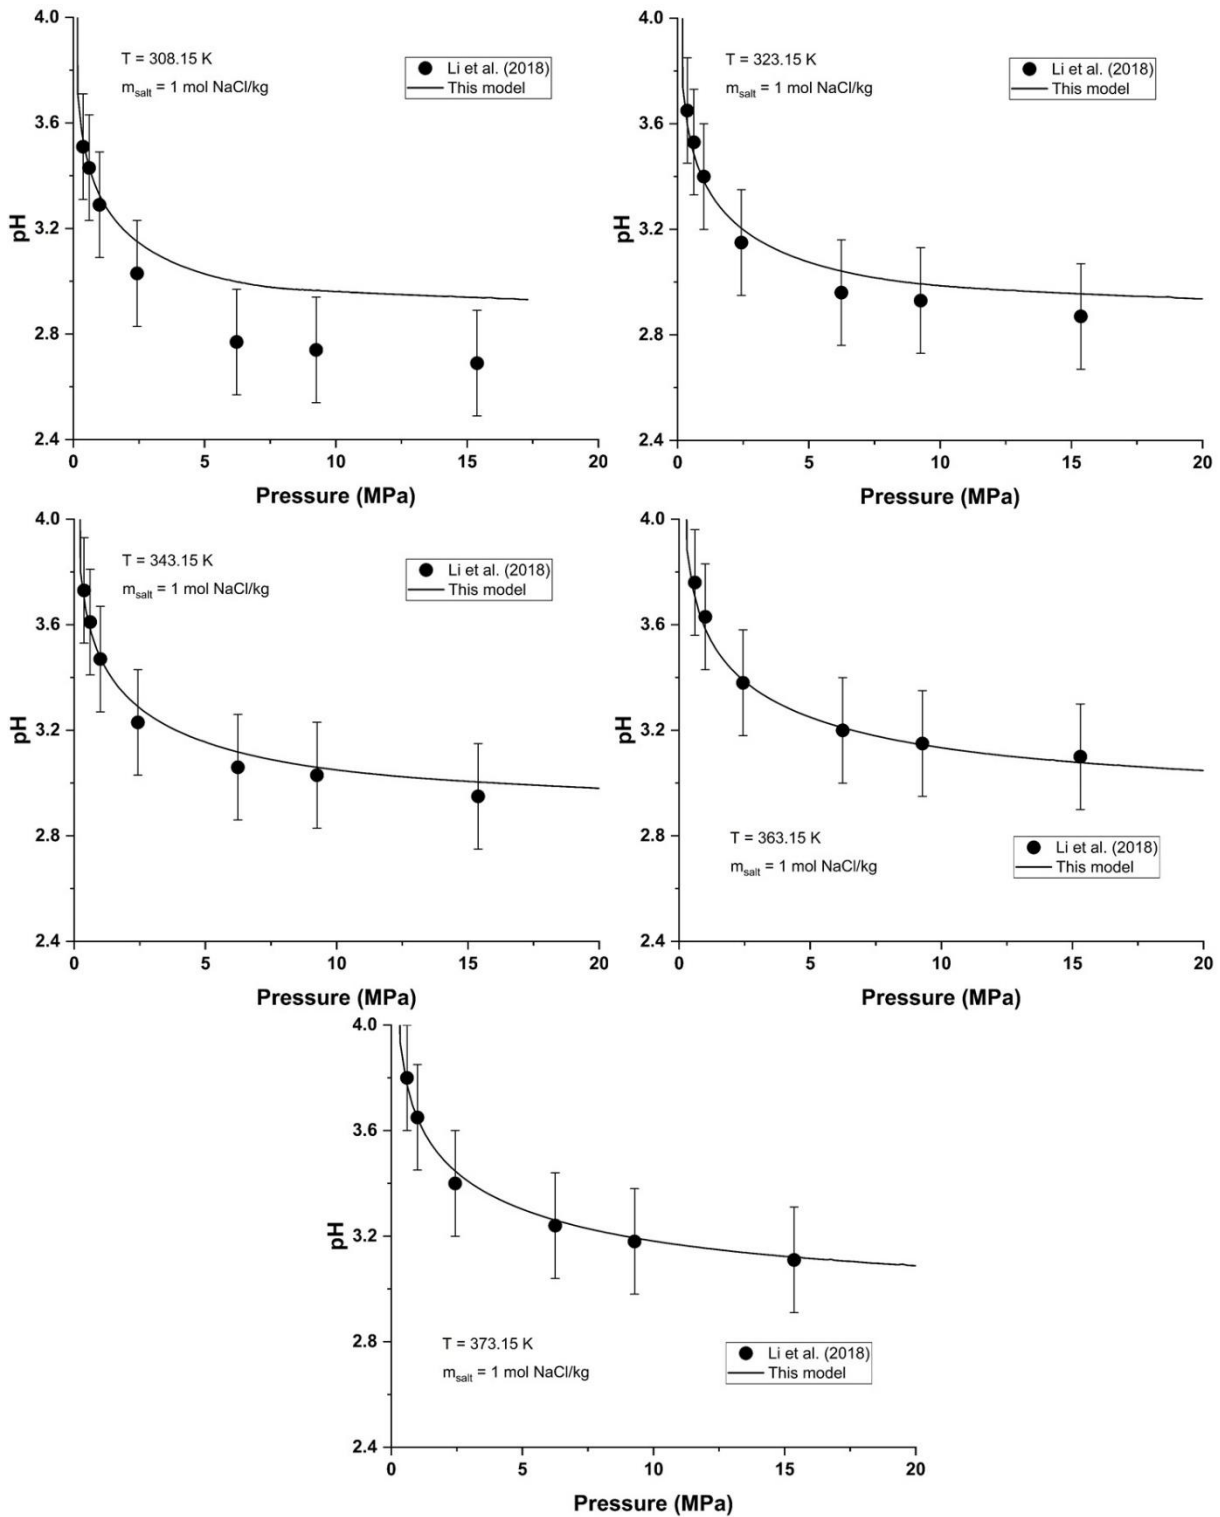 4.0
3.6
3.2
2.8
2.4
pH
T = 308.15 K
m_salt = 1 mol NaCl/kg
Li et al. (2018)
This model
0 5 10 15 20
Pressure (MPa)
4.0
3.6
3.2
2.8
2.4
pH
T = 323.15 K
m_salt = 1 mol NaCl/kg
Li et al. (2018)
This model
0 5 10 15 20
Pressure (MPa)
4.0
3.6
3.2
2.8
2.4
pH
T = 343.15 K
m_salt = 1 mol NaCl/kg
Li et al. (2018)
This model
0 5 10 15 20
Pressure (MPa)
4.0
3.6
3.2
2.8
2.4
pH
T = 363.15 K
m_salt = 1 mol NaCl/kg
Li et al. (2018)
This model
0 5 10 15 20
Pressure (MPa)
4.0
3.6
3.2
2.8
2.4
pH
T = 373.15 K
m_salt = 1 mol NaCl/kg
Li et al. (2018)
This model
0 5 10 15 20
Pressure (MPa)